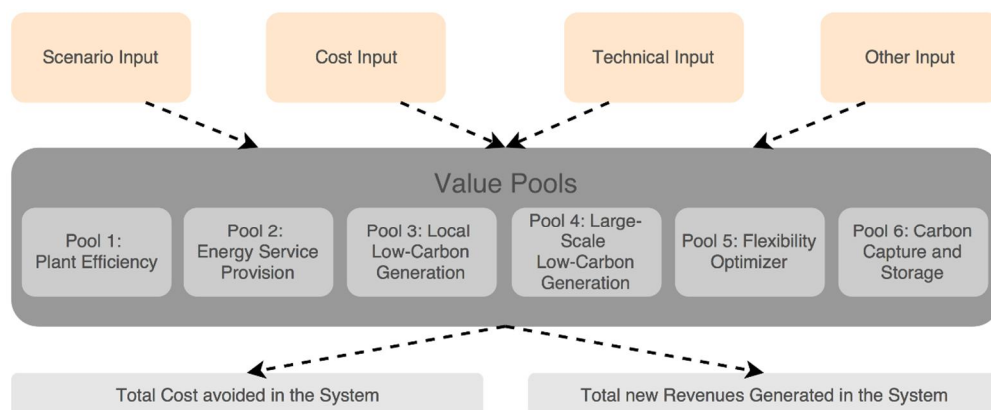 Scenario Input
Cost Input
Technical Input
Other Input
Value Pools
Pool 1:
Plant Efficiency
Pool 2:
Energy Service
Provision
Pool 3: Local
Low-Carbon
Generation
Pool 4: Large-
Scale
Low-Carbon
Generation
Pool 5: Flexibility
Optimizer
Pool 6: Carbon
Capture and
Storage
Total Cost avoided in the System
Total new Revenues Generated in the System